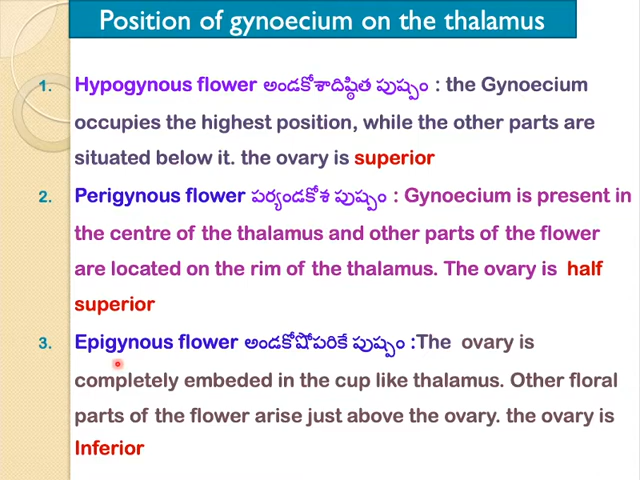 Position of gynoecium on the thalamus
1. Hypogynous flower అండకోశాదిష్ఠిత పుష్పం : the Gynoecium
occupies the highest position, while the other parts are
situated below it. the ovary is superior
2. Perigynous flower పర్యండకోశ పుష్పం : Gynoecium is present in
the centre of the thalamus and other parts of the flower
are located on the rim of the thalamus. The ovary is half
superior
3. Epigynous flower అండకోషోపరికే పుష్పం :The ovary is
completely embeded in the cup like thalamus. Other floral
parts of the flower arise just above the ovary. the ovary is
Inferior